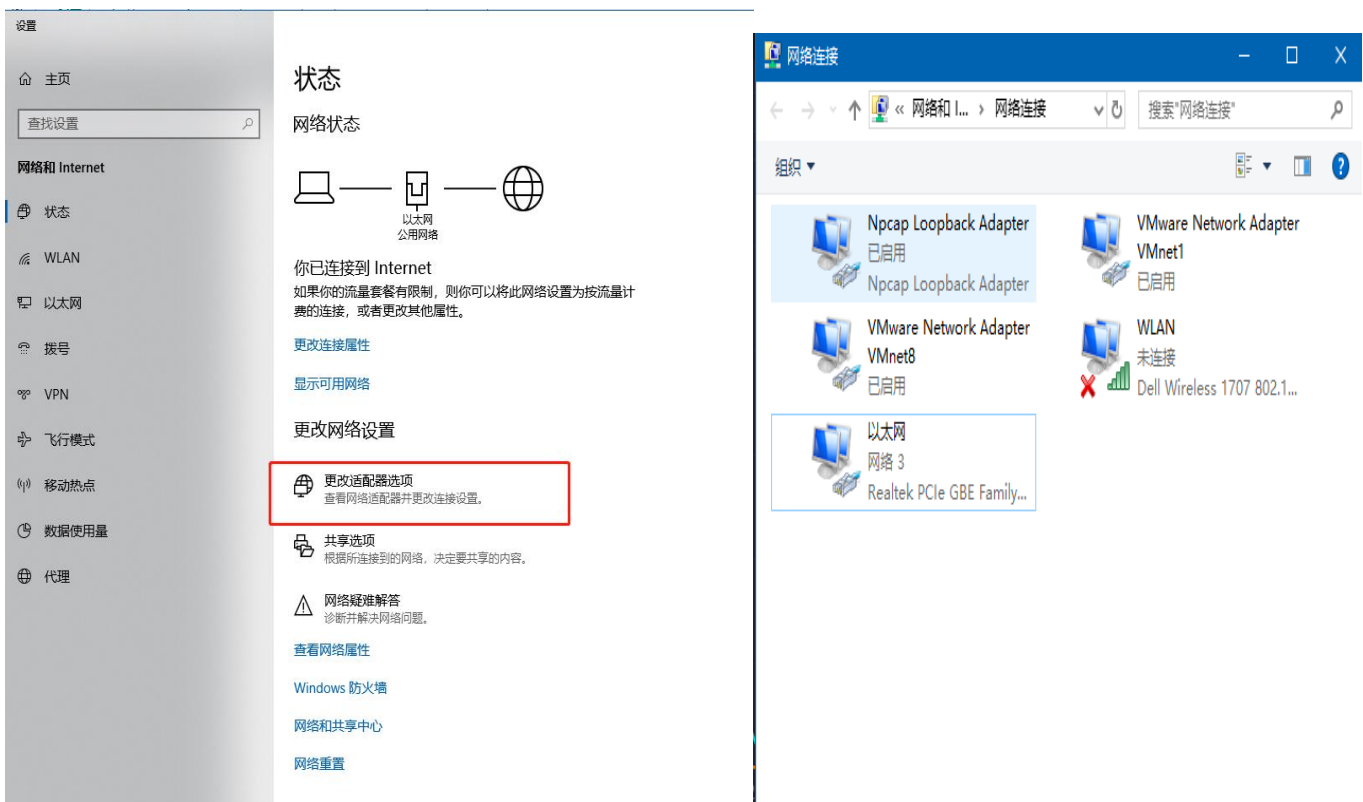 设置
主页
查找设置
网络和 Internet
状态
WLAN
以太网
拨号
VPN
飞行模式
移动热点
数据使用量
代理
状态
网络状态
以太网
公用网络
你已连接到 Internet
如果你的流量套餐有限制，则你可以将此网络设置为按流量计
费的连接，或者更改其他属性。
更改连接属性
显示可用网络
更改网络设置
更改适配器选项
查看网络适配器并更改连接设置。
共享选项
根据所连接到的网络，决定要共享的内容。
网络疑难解答
诊断并解决网络问题。
查看网络属性
Windows 防火墙
网络和共享中心
网络重置
网络连接
« 网络和 I... › 网络连接
搜索"网络连接"
组织
Npcap Loopback Adapter
已启用
Npcap Loopback Adapter
VMware Network Adapter
VMnet1
已启用
VMware Network Adapter
VMnet8
已启用
WLAN
未连接
Dell Wireless 1707 802.1...
以太网
网络 3
Realtek PCIe GBE Family...